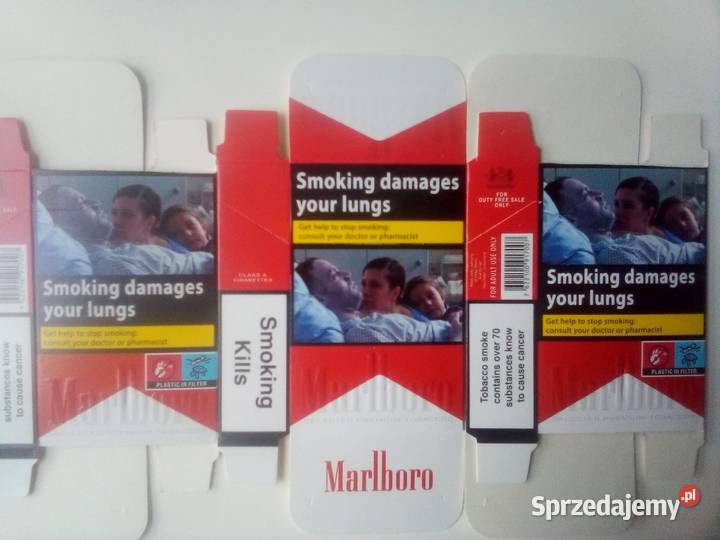 SALE
Smoking damages
your lungs
Get help to stop smoking:
consult your doctor or pharmacist
PLASTIC IN FILTER
Marlboro
substances know
to cause cancer
CLASS A
CIGARETTES
Smoking
Kills
Smoking damages
your lungs
Get help to stop smoking:
consult your doctor or pharmacist
Marlboro
Marlboro
FOR
DUTY FREE SALE
ONLY
FOR ADULT USE ONLY
Tobacco smoke
contains over 70
substances know
to cause cancer
Smoking damages
your lungs
Get help to stop smoking:
consult your doctor or pharmacist
PLASTIC IN FILTER
Marlboro
Sprzedajemy.pl